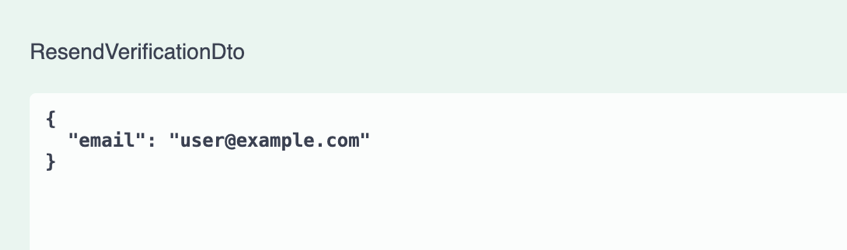 ResendVerificationDto
{
  "email": "user@example.com"
}